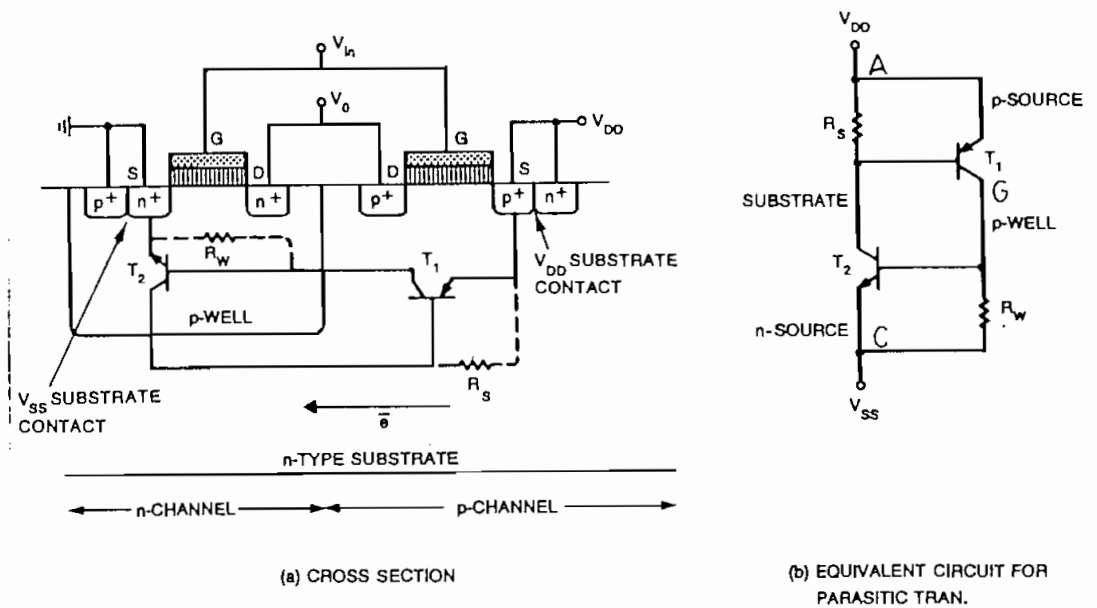 V_In
V_0
G
G
V_DD
S
D
D
S
p+
n+
n+
p+
p+
n+
R_W
T_2
T_1
V_DD SUBSTRATE
CONTACT
p-WELL
R_S
V_SS SUBSTRATE
CONTACT
e
n-TYPE SUBSTRATE
n-CHANNEL
p-CHANNEL
(a) CROSS SECTION
V_DD
A
p-SOURCE
R_S
T_1
G
SUBSTRATE
p-WELL
T_2
R_W
n-SOURCE
C
V_SS
(b) EQUIVALENT CIRCUIT FOR
PARASITIC TRAN.